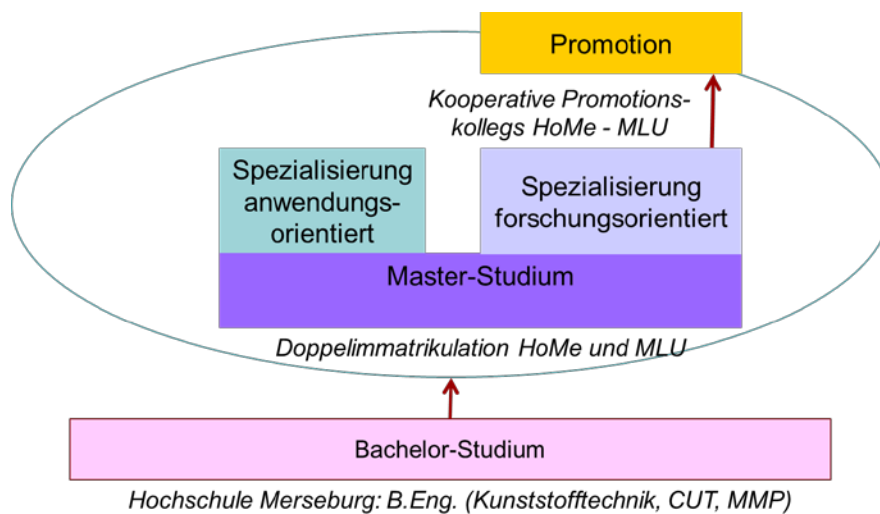 Promotion
Kooperative Promotions-
kollegs HoMe - MLU
Spezialisierung
anwendungs-
orientiert
Spezialisierung
forschungsorientiert
Master-Studium
Doppelimmatrikulation HoMe und MLU
Bachelor-Studium
Hochschule Merseburg: B.Eng. (Kunststofftechnik, CUT, MMP)